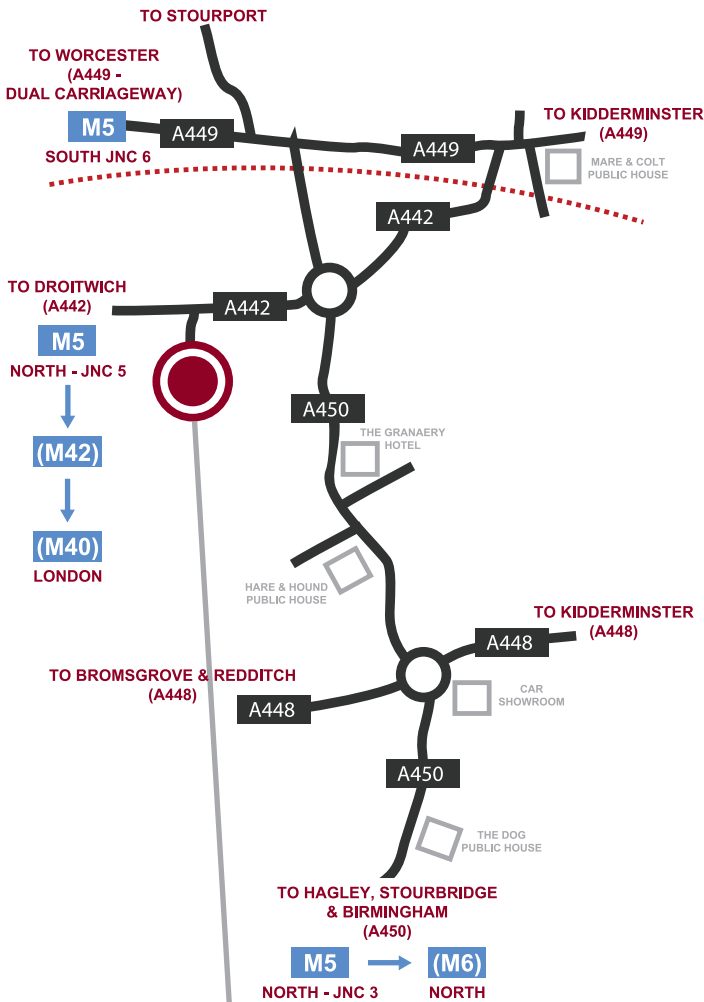 TO STOURPORT
TO WORCESTER
(A449 -
DUAL CARRIAGEWAY)
M5
SOUTH JNC 6
A449
A449
TO KIDDERMINSTER
(A449)
MARE & COLT
PUBLIC HOUSE
A442
TO DROITWICH
(A442)
A442
M5
NORTH - JNC 5
(M42)
(M40)
LONDON
A450
THE GRANAERY
HOTEL
HARE & HOUND
PUBLIC HOUSE
TO KIDDERMINSTER
(A448)
A448
TO BROMSGROVE & REDDITCH
(A448)
A448
CAR
SHOWROOM
A450
THE DOG
PUBLIC HOUSE
TO HAGLEY, STOURBRIDGE
& BIRMINGHAM
(A450)
M5
(M6)
NORTH - JNC 3
NORTH